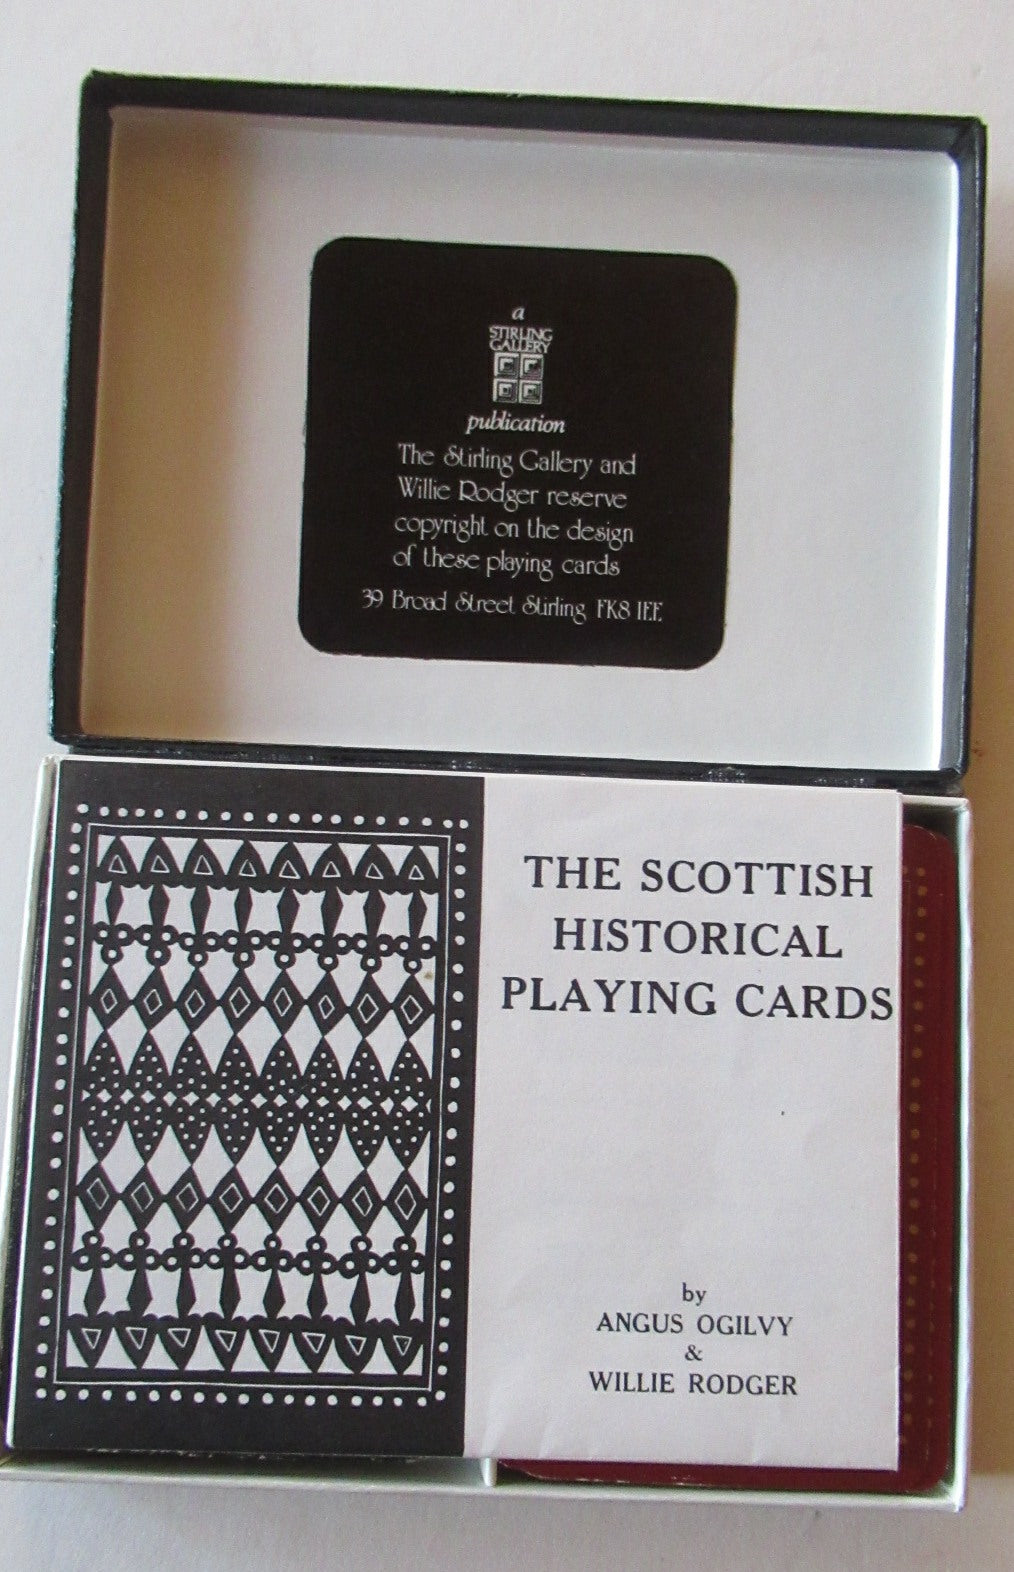 a
STIRLING
GALLERY
publication
The Stirling Gallery and
Willie Rodger reserve
copyright on the design
of these playing cards
39 Broad Street Stirling FK8 1EE
THE SCOTTISH
HISTORICAL
PLAYING CARDS
by
ANGUS OGILVY
&
WILLIE RODGER